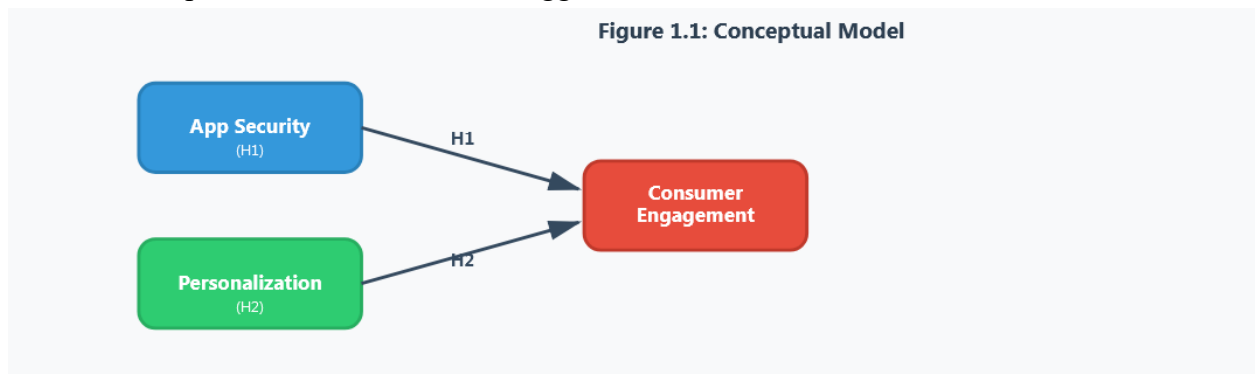 Figure 1.1: Conceptual Model
App Security
(H1)
H1
Consumer
Engagement
Personalization
(H2)
H2